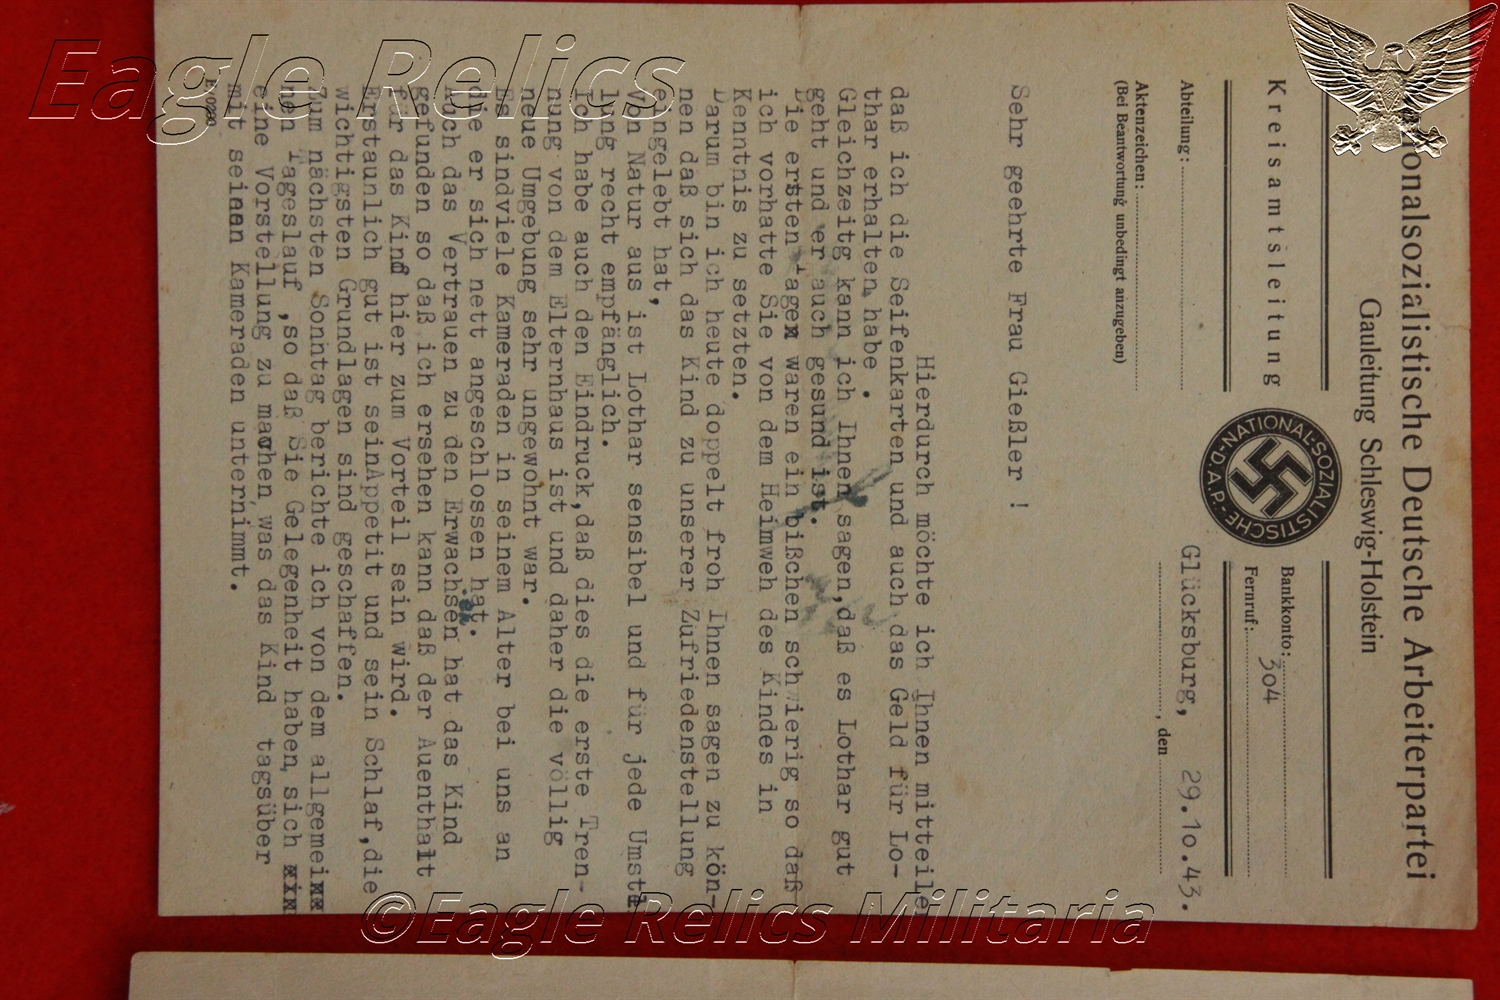 Eagle Relics
onalsozialistische Deutsche Arbeiterpartei
Gauleitung Schleswig-Holstein
Kreisamtsleitung
NATIONAL-SOZIALISTISCHE-D.A.P.
Bankkonto: 304
Fernruf:
Abteilung:
Glücksburg, 29.10.43.
, den
Aktenzeichen:
(Bei Beantwortung unbedingt anzugeben)
Sehr geehrte Frau Gießler !
Hierdurch möchte ich Ihnen mitteilen
daß ich die Seifenkarten und auch das Geld für Lo-
thar erhalten habe .
Gleichzeitg kann ich Ihnen sagen,daß es Lothar gut
geht und er auch gesund ist.
Die ersten Tagen waren ein bißchen schwierig so daß
ich vorhatte Sie von dem Heimweh des Kindes in
Kenntnis zu setzten.
Darum bin ich heute doppelt froh Ihnen sagen zu kön-
nen daß sich das Kind zu unserer Zufriedenstellung
eingelebt hat,
Von Natur aus ist Lothar sensibel und für jede Umstel
lung recht empfänglich.
Ich habe auch den Eindruck,daß dies die erste Tren-
nung von dem Elternhaus ist und daher die völlig
neue Umgebung sehr ungewohnt war.
Es sindviele Kameraden in seinem Alter bei uns an
die er sich nett angeschlossen hat.
Auch das Vertrauen zu den Erwachsenen hat das Kind
gefunden so daß ich ersehen kann daß der Auenthalt
für das Kind hier zum Vorteil sein wird.
Erstaunlich gut ist seinAppetit und sein Schlaf,die
wichtigsten Grundlagen sind geschaffen.
Zum nächsten Sonntag berichte ich von dem allgemei
nen Tageslauf ,so daß Sie Gelegenheit haben,sich
eine Vorstellung zu machen,was das Kind tagsüber
mit seinen Kameraden unternimmt.
©Eagle Relics Militaria